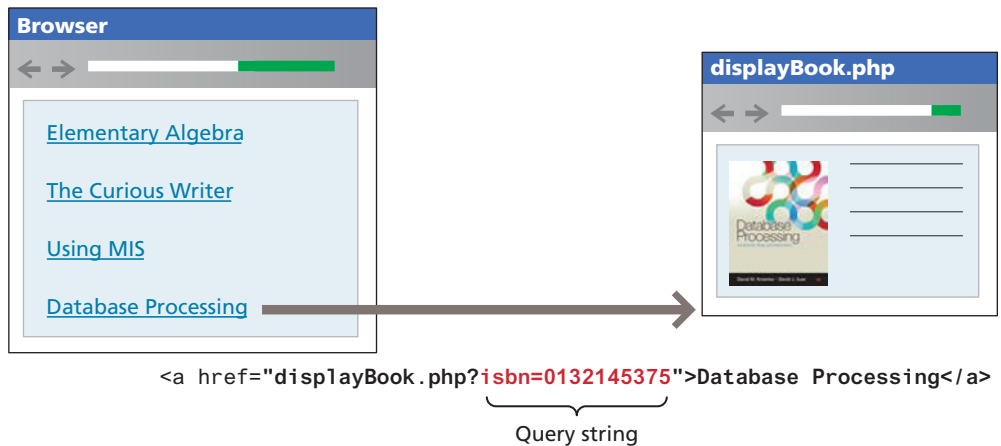 Browser
Elementary Algebra
The Curious Writer
Using MIS
Database Processing
displayBook.php
Database
Processing
<a href="displayBook.php?isbn=0132145375">Database Processing</a>
Query string